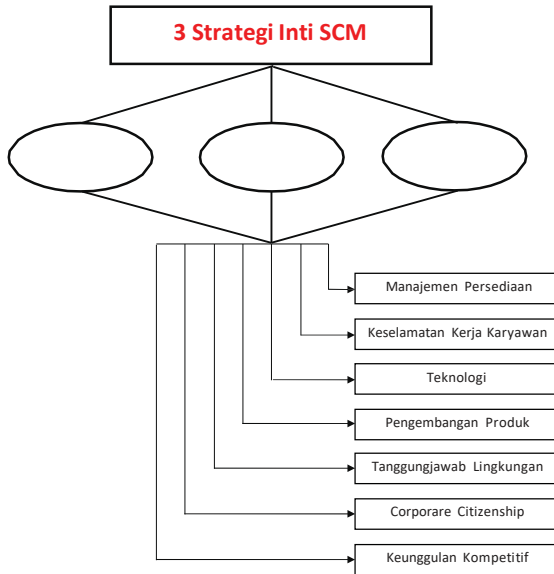 3 Strategi Inti SCM
Manajemen Persediaan
Keselamatan Kerja Karyawan
Teknologi
Pengembangan Produk
Tanggungjawab Lingkungan
Corporare Citizenship
Keunggulan Kompetitif